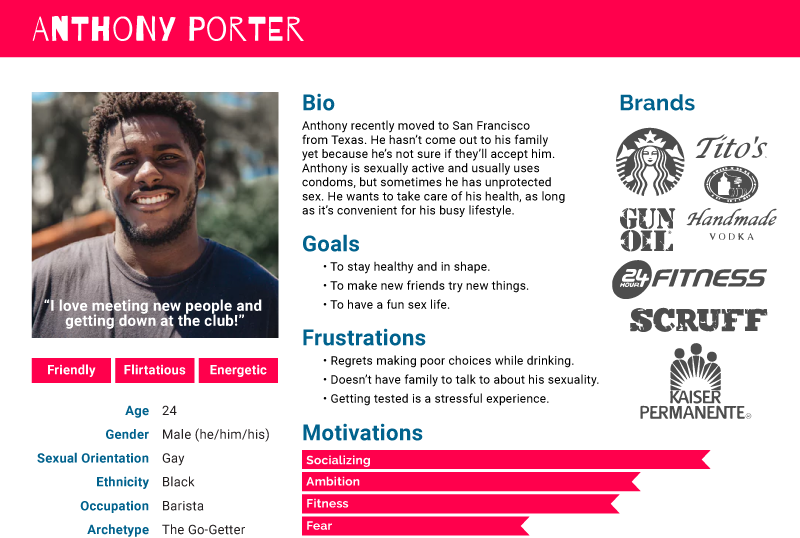 ANTHONY PORTER
“I love meeting new people and
getting down at the club!”
Friendly
Flirtatious
Energetic
Age 24
Gender Male (he/him/his)
Sexual Orientation Gay
Ethnicity Black
Occupation Barista
Archetype The Go-Getter
Bio
Anthony recently moved to San Francisco
from Texas. He hasn’t come out to his family
yet because he’s not sure if they’ll accept him.
Anthony is sexually active and usually uses
condoms, but sometimes he has unprotected
sex. He wants to take care of his health, as long
as it’s convenient for his busy lifestyle.
Goals
• To stay healthy and in shape.
• To make new friends try new things.
• To have a fun sex life.
Frustrations
• Regrets making poor choices while drinking.
• Doesn’t have family to talk to about his sexuality.
• Getting tested is a stressful experience.
Motivations
Socializing
Ambition
Fitness
Fear
Brands
Tito's
Handmade
VODKA
GUN
OIL®
24
HOUR
FITNESS
SCRUFF
KAISER
PERMANENTE®